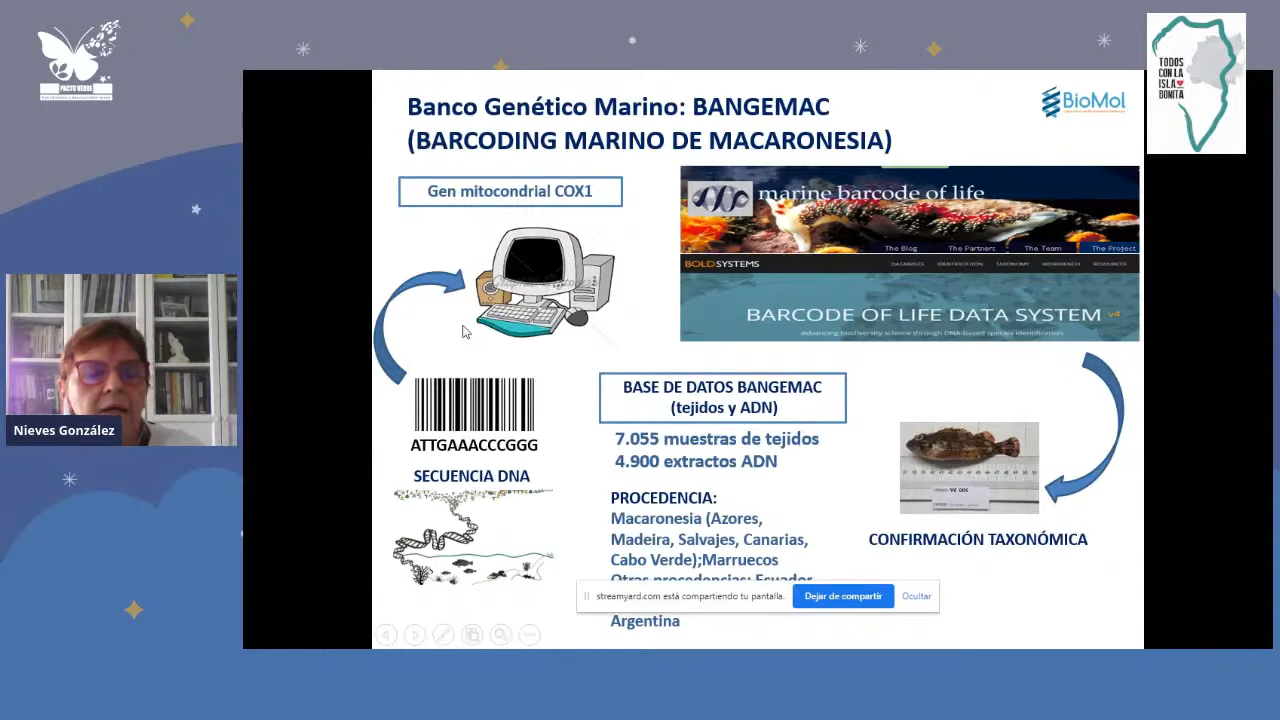 PACTO VERDE
TODOS
CON LA
ISLA
BONITA
Banco Genético Marino: BANGEMAC
(BARCODING MARINO DE MACARONESIA)
BioMol
Gen mitocondrial COX1
marine barcode of life
The Blog The Partners The Team The Project
BOLDSYSTEMS DATABASES IDENTIFICATION TAXONOMY WORKBENCH RESOURCES
BARCODE OF LIFE DATA SYSTEM v4
Advancing biodiversity science through DNA-based species identification.
ATTGAAACCCGGG
SECUENCIA DNA
BASE DE DATOS BANGEMAC
(tejidos y ADN)
7.055 muestras de tejidos
4.900 extractos ADN
PROCEDENCIA:
Macaronesia (Azores,
Madeira, Salvajes, Canarias,
Cabo Verde);Marruecos
Otras procedencias: Ecuador
Argentina
CONFIRMACIÓN TAXONÓMICA
Nieves González
streamyard.com está compartiendo tu pantalla. Dejar de compartir Ocultar